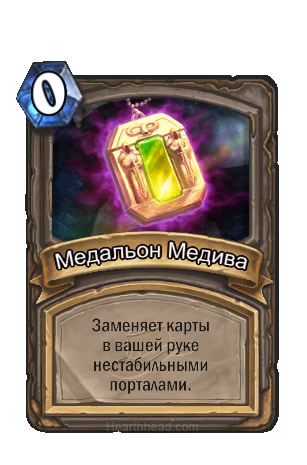 0
Медальон Медива
Заменяет карты
в вашей руке
нестабильными
порталами.
Hearthhead.com